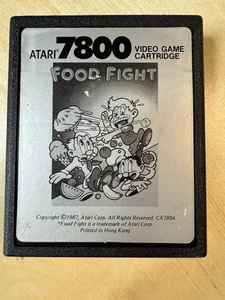 ATARI 7800 VIDEO GAME CARTRIDGE
FOOD FIGHT
Copyright ©1987, Atari Corp. All Rights Reserved. CX7804
*Food Fight is a trademark of Atari Corp.
Printed in Hong Kong